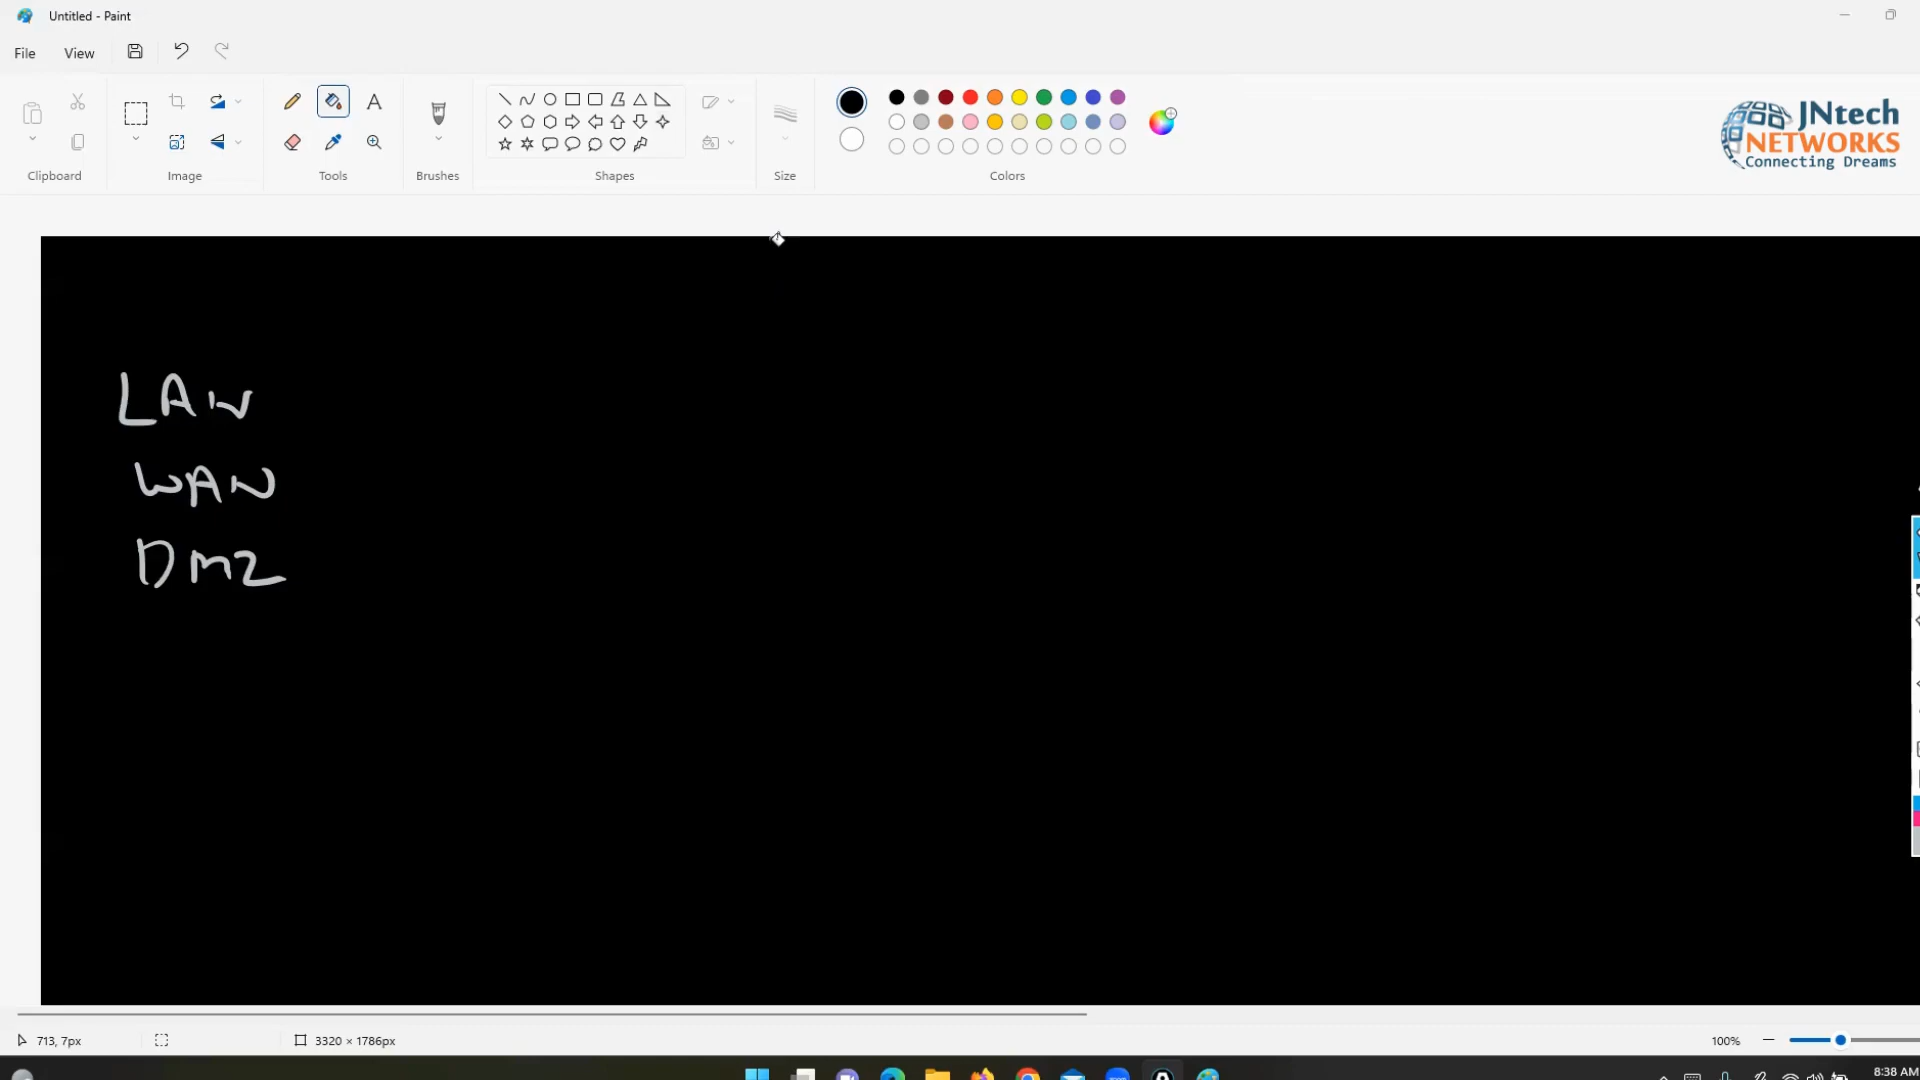 Untitled - Paint
File View
Clipboard Image Tools Brushes Shapes Size Colors
JNtech
NETWORKS
Connecting Dreams
LAN
WAN
DMZ
713, 7px 3320 × 1786px 100%
8:38 AM